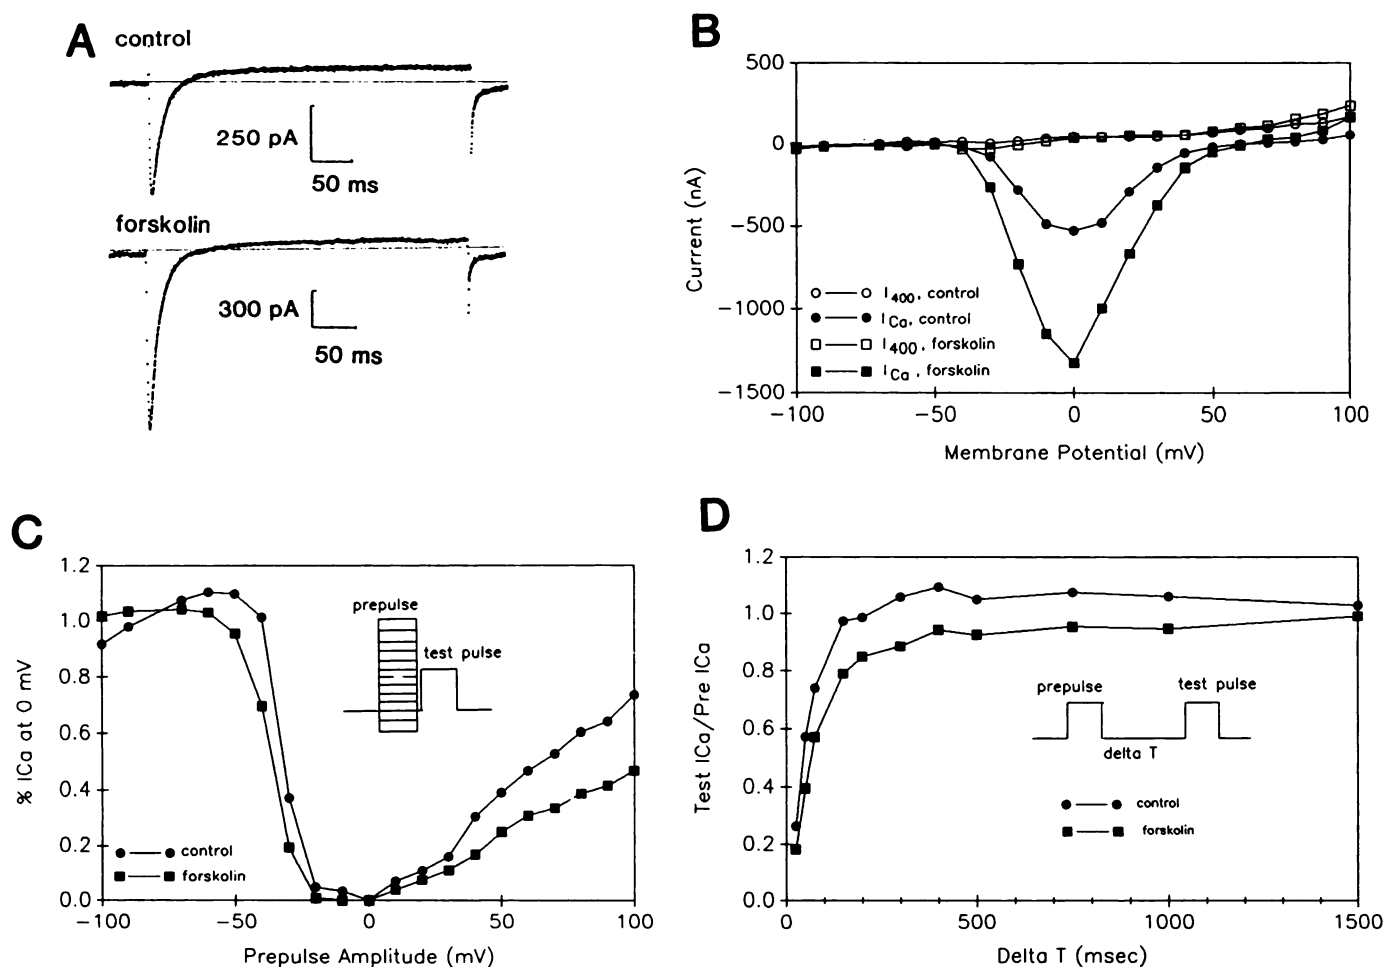 A
control
250 pA
50 ms
forskolin
300 pA
50 ms
B
500
0
−500
−1000
−1500
Current (nA)
I400, control
ICa, control
I400, forskolin
ICa, forskolin
−100
−50
0
50
100
Membrane Potential (mV)
C
1.2
1.0
0.8
0.6
0.4
0.2
0.0
% ICa at 0 mV
prepulse
test pulse
control
forskolin
−100
−50
0
50
100
Prepulse Amplitude (mV)
D
1.2
1.0
0.8
0.6
0.4
0.2
0.0
Test ICa/Pre ICa
prepulse
test pulse
delta T
control
forskolin
0
500
1000
1500
Delta T (msec)